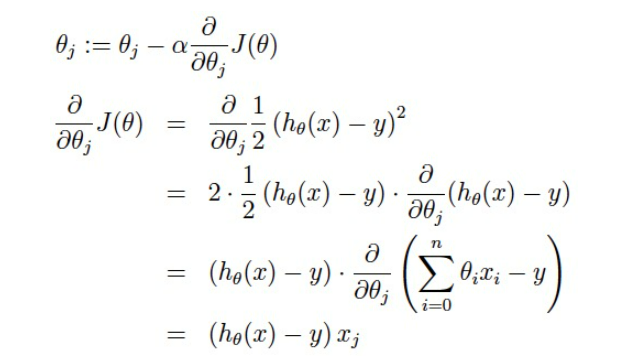 θ_j := θ_j − α ∂/∂θ_j J(θ)
∂/∂θ_j J(θ) = ∂/∂θ_j 1/2 (h_θ(x) − y)²
= 2 · 1/2 (h_θ(x) − y) · ∂/∂θ_j (h_θ(x) − y)
= (h_θ(x) − y) · ∂/∂θ_j (∑_{i=0}^{n} θ_i x_i − y)
= (h_θ(x) − y) x_j